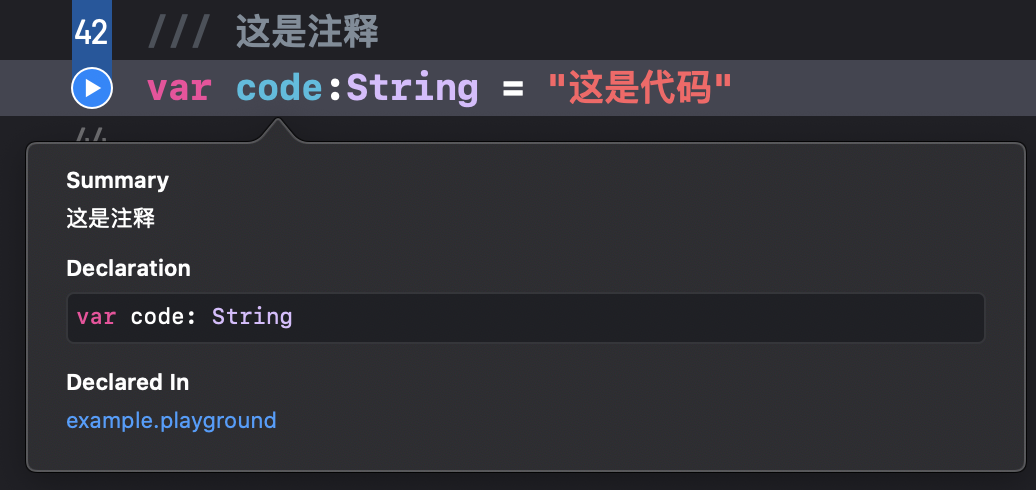 42 /// 这是注释
var code:String = "这是代码"
//.
Summary
这是注释
Declaration
var code: String
Declared In
example.playground